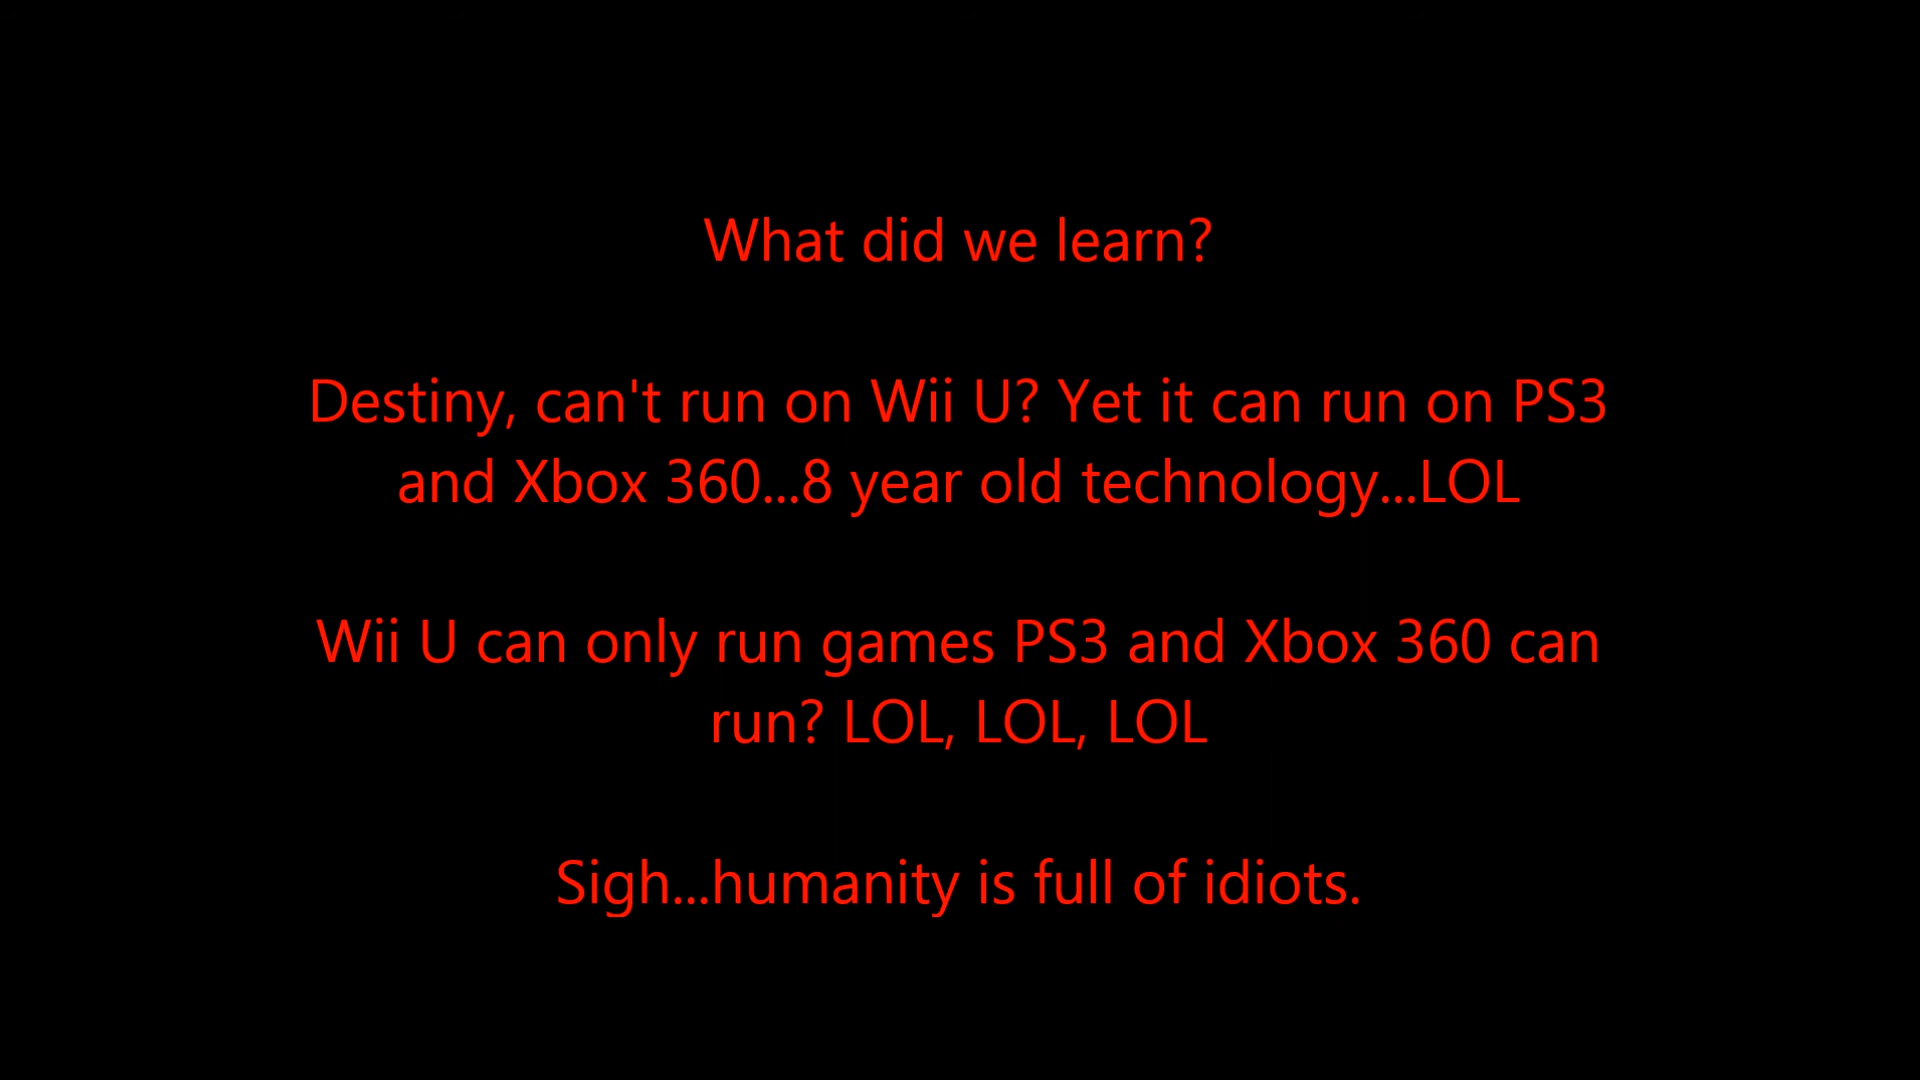 What did we learn?
Destiny, can't run on Wii U? Yet it can run on PS3
and Xbox 360...8 year old technology...LOL
Wii U can only run games PS3 and Xbox 360 can
run? LOL, LOL, LOL
Sigh...humanity is full of idiots.